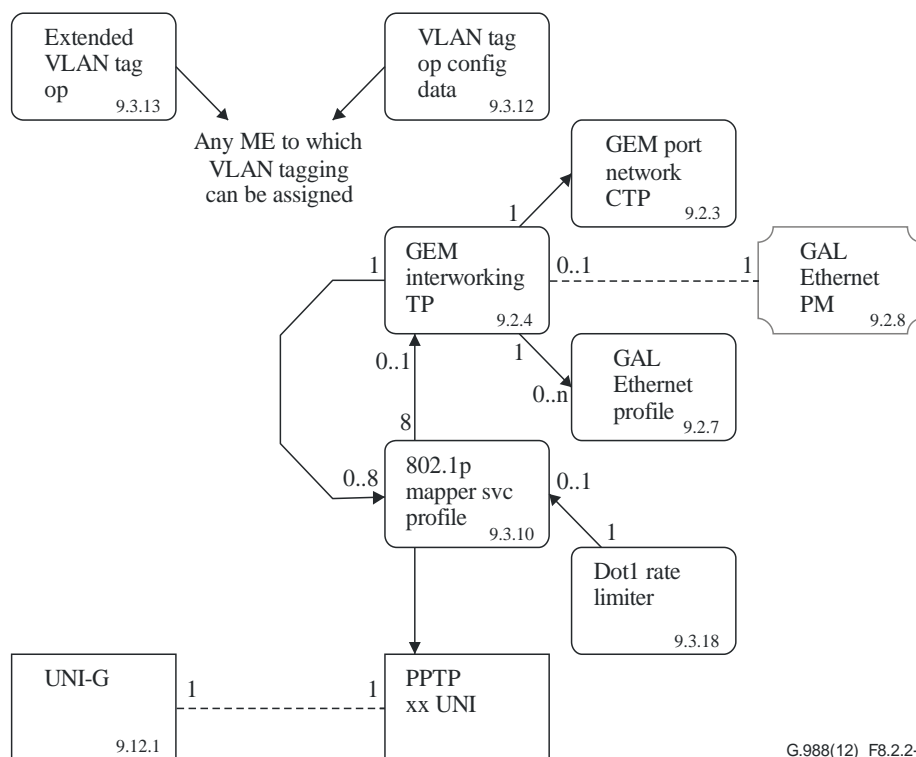 Extended
VLAN tag
op
9.3.13
VLAN tag
op config
data
9.3.12
Any ME to which
VLAN tagging
can be assigned
GEM port
network
CTP
9.2.3
1
GEM
interworking
TP
9.2.4
1
0..1
1
GAL
Ethernet
PM
9.2.8
0..1
1
0..n
GAL
Ethernet
profile
9.2.7
8
0..8
802.1p
mapper svc
profile
9.3.10
0..1
1
Dot1 rate
limiter
9.3.18
UNI-G
9.12.1
1
1
PPTP
xx UNI
G.988(12)_F8.2.2-